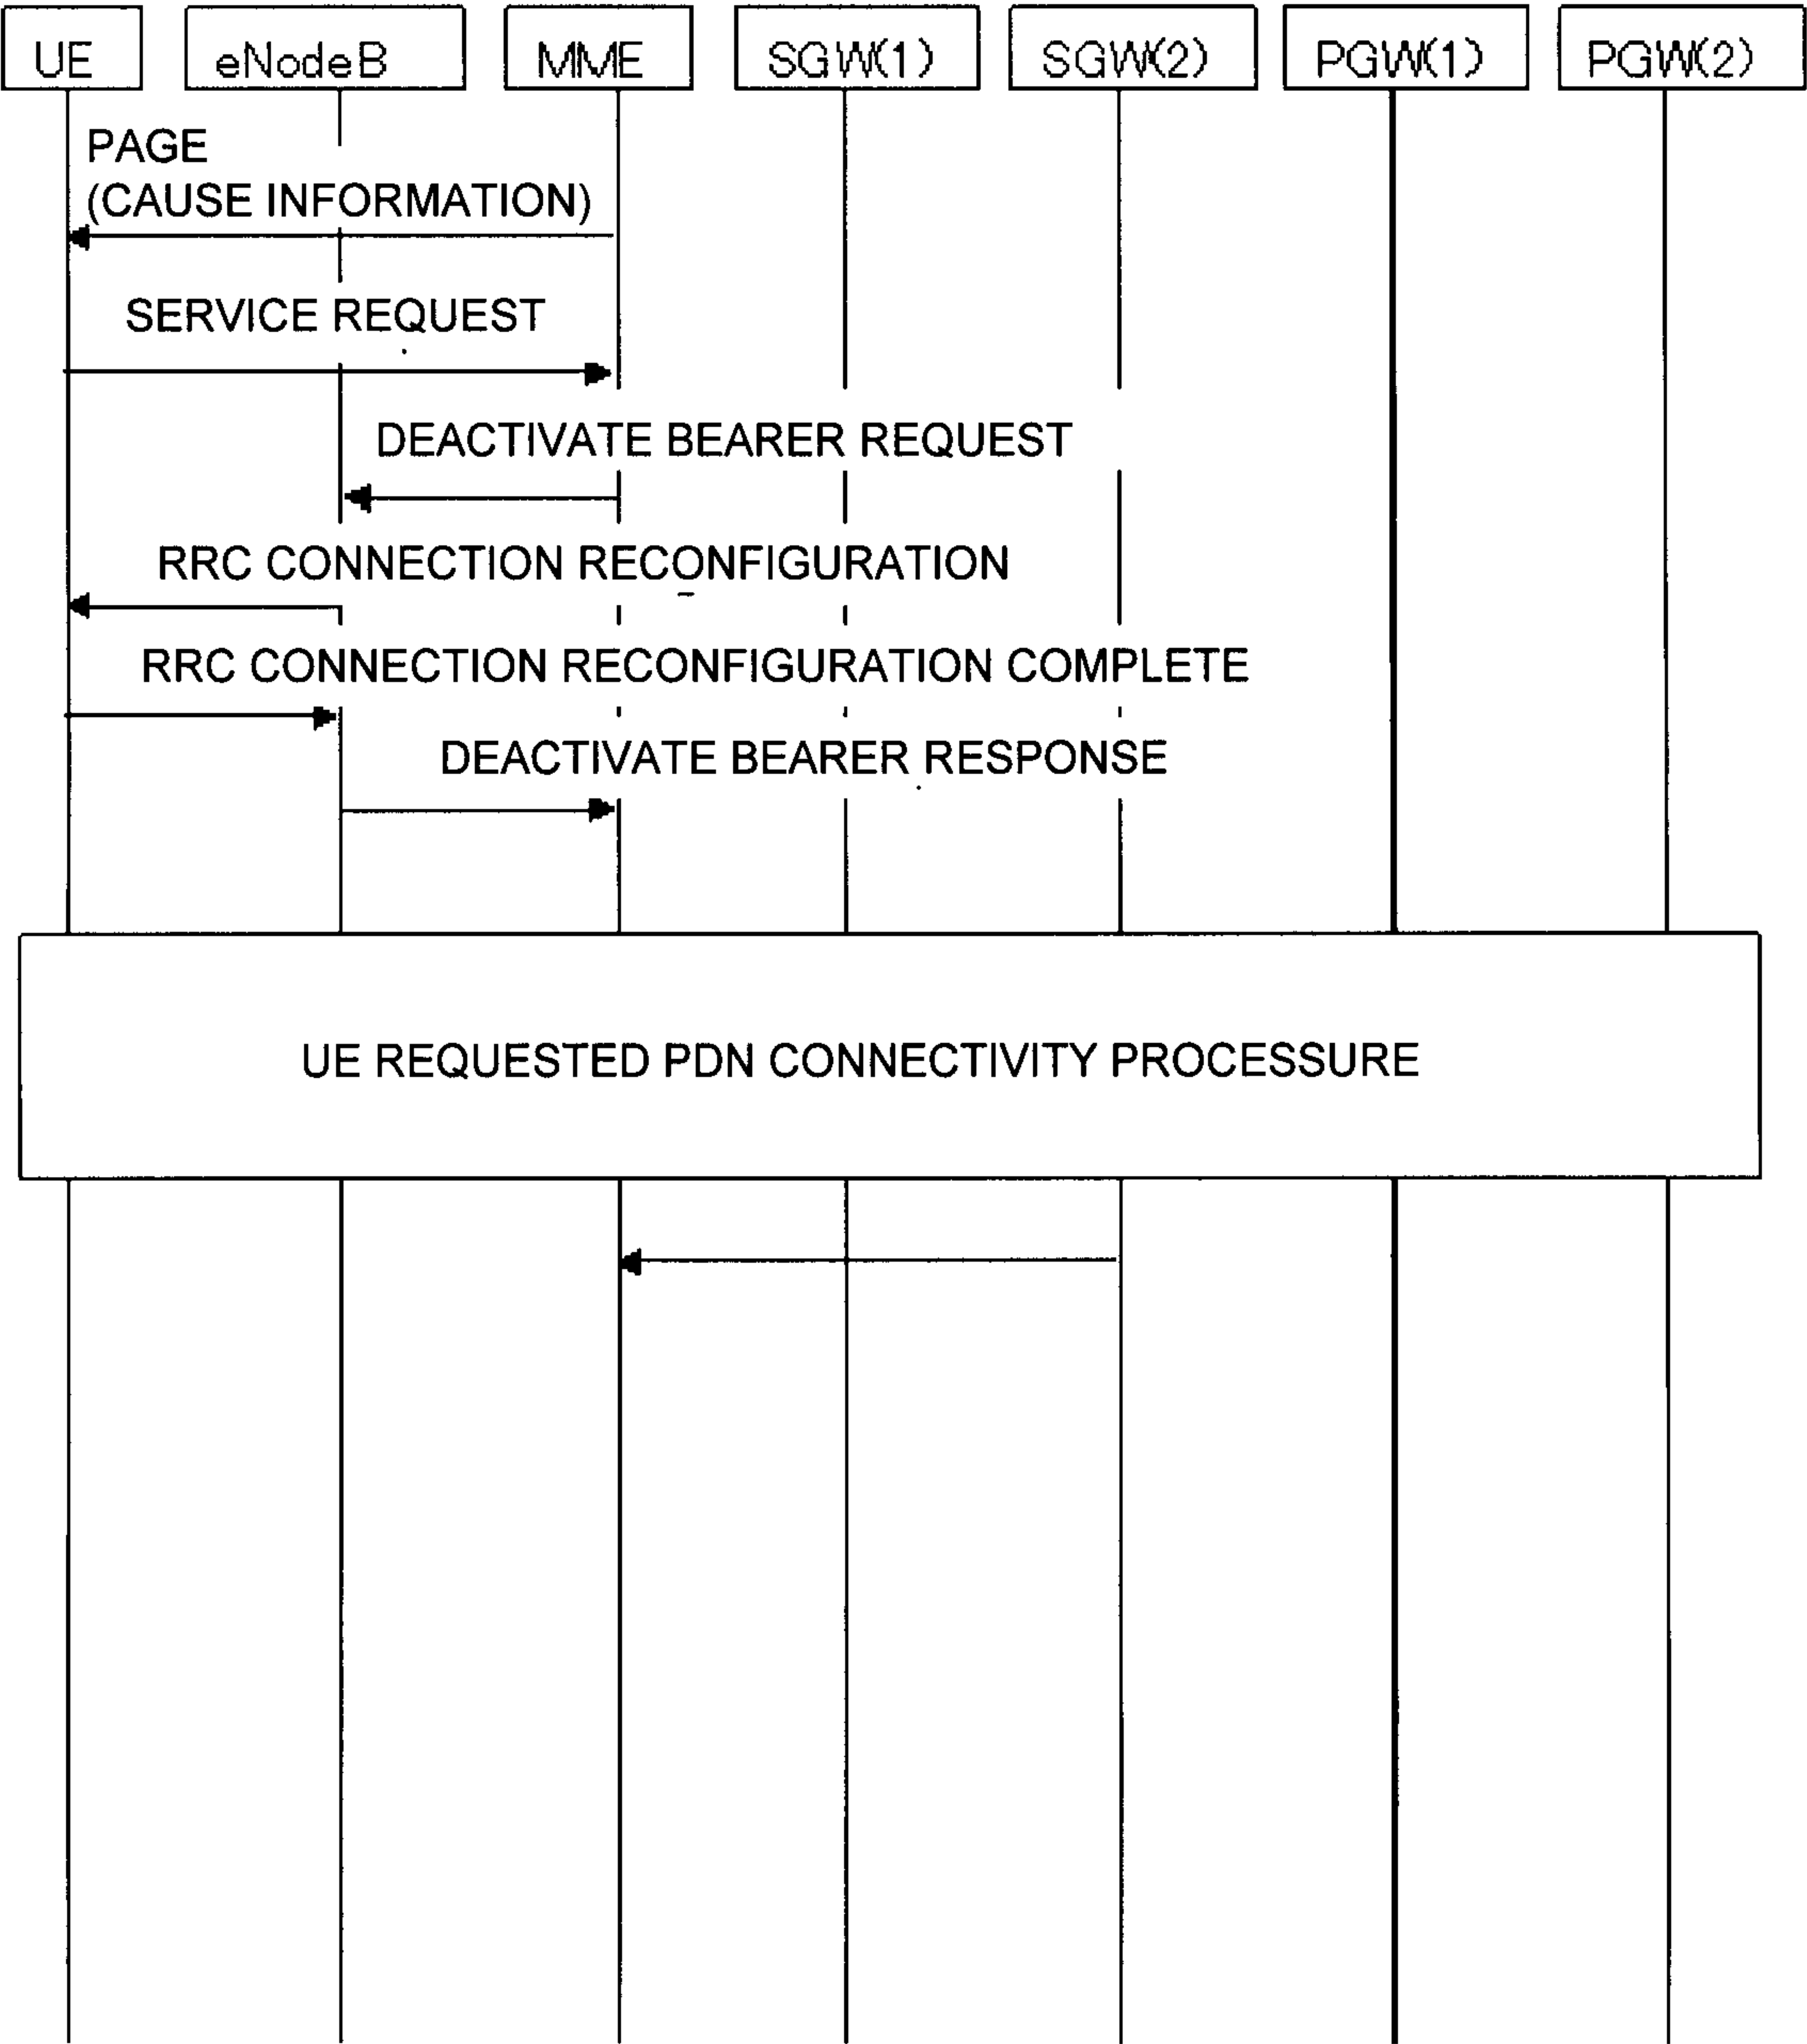 UE
eNodeB
MME
SGW(1)
SGW(2)
PGW(1)
PGW(2)
PAGE
(CAUSE INFORMATION)
SERVICE REQUEST
DEACTIVATE BEARER REQUEST
RRC CONNECTION RECONFIGURATION
RRC CONNECTION RECONFIGURATION COMPLETE
DEACTIVATE BEARER RESPONSE
UE REQUESTED PDN CONNECTIVITY PROCESSURE